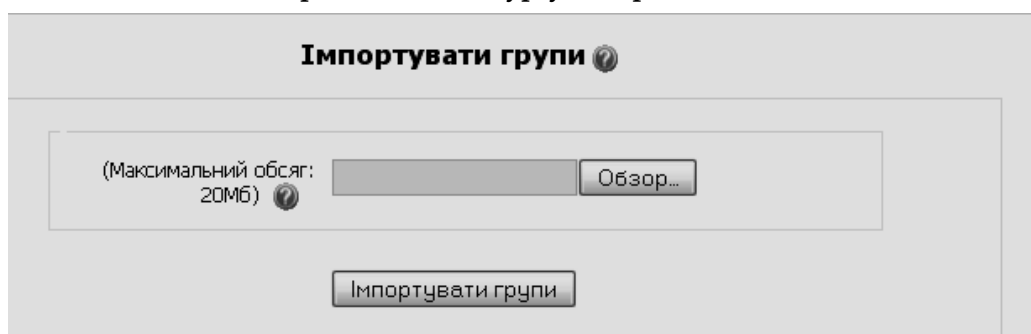 Імпортувати групи
(Максимальний обсяг: Обзор...
20Мб)
Імпортувати групи